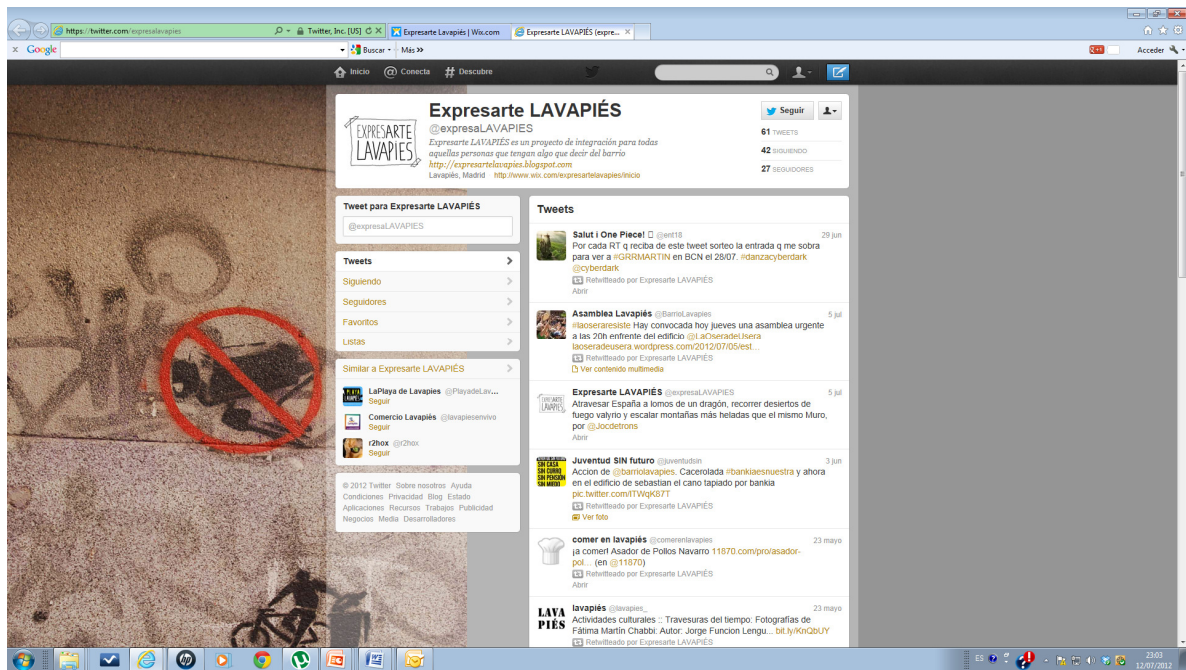 https://twitter.com/expresalavapies
Twitter, Inc. [US]
Expresarte Lavapiés | Wix.com
Expresarte LAVAPIÉS (expre...
x Google
Buscar
Más >>
Acceder
Inicio
@ Conecta
# Descubre
EXPRESARTE
LAVAPIES
Expresarte LAVAPIÉS
@expresaLAVAPIES
Expresarte LAVAPIÉS es un proyecto de integración para todas
aquellas personas que tengan algo que decir del barrio
http://expresartelavapies.blogspot.com
Lavapiés, Madrid http://www.wix.com/expresartelavapies/inicio
Seguir
61 TWEETS
42 SIGUIENDO
27 SEGUIDORES
Tweet para Expresarte LAVAPIÉS
@expresaLAVAPIES
Tweets
Siguiendo
Seguidores
Favoritos
Listas
Similar a Expresarte LAVAPIÉS
LaPlaya de Lavapies @PlayadeLav...
Seguir
Comercio Lavapiés @lavapiesenvivo
Seguir
r2hox @r2hox
Seguir
© 2012 Twitter Sobre nosotros Ayuda
Condiciones Privacidad Blog Estado
Aplicaciones Recursos Trabajos Publicidad
Negocios Media Desarrolladores
Tweets
Salut i One Piece! @ent18 29 jun
Por cada RT q reciba de este tweet sorteo la entrada q me sobra
para ver a #GRRMARTIN en BCN el 28/07. #danzacyberdark
@cyberdark
Retwitteado por Expresarte LAVAPIÉS
Abrir
Asamblea Lavapiés @BarrioLavapies 5 jul
#laoseraresiste Hay convocada hoy jueves una asamblea urgente
a las 20h enfrente del edificio @LaOseradeUsera
laoseradeusera.wordpress.com/2012/07/05/est...
Retwitteado por Expresarte LAVAPIÉS
Ver contenido multimedia
Expresarte LAVAPIÉS @expresaLAVAPIES 5 jul
Atravesar España a lomos de un dragón, recorrer desiertos de
fuego valyrio y escalar montañas más heladas que el mismo Muro,
por @Jocdetrons
Abrir
SIN CASA
SIN CURRO
SIN PENSIÓN
SIN MIEDO
Juventud SIN futuro @juventudsin 3 jun
Accion de @barriolavapies. Cacerolada #bankiaesnuestra y ahora
en el edificio de sebastian el cano tapiado por bankia
pic.twitter.com/ITWqK87T
Retwitteado por Expresarte LAVAPIÉS
Ver foto
comer en lavapiés @comerenlavapies 23 mayo
¡a comer! Asador de Pollos Navarro 11870.com/pro/asador-
pol... (en @11870)
Retwitteado por Expresarte LAVAPIÉS
Abrir
LAVA
PIÉS
lavapiés @lavapies_ 23 mayo
Actividades culturales :: Travesuras del tiempo: Fotografías de
Fátima Martín Chabbi: Autor: Jorge Funcion Lengu... bit.ly/KnQbUY
Retwitteado por Expresarte LAVAPIÉS
ES
23:03
12/07/2012